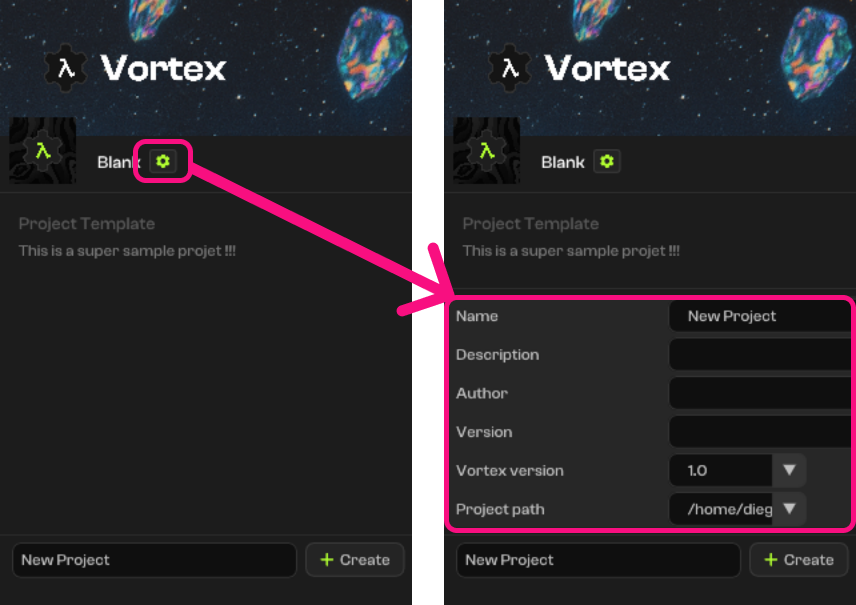 λ Vortex
λ
Blank
Project Template
This is a super sample projet !!!
New Project
+ Create
λ Vortex
λ
Blank
Project Template
This is a super sample projet !!!
Name New Project
Description
Author
Version
Vortex version 1.0
Project path /home/dieg
New Project
+ Create